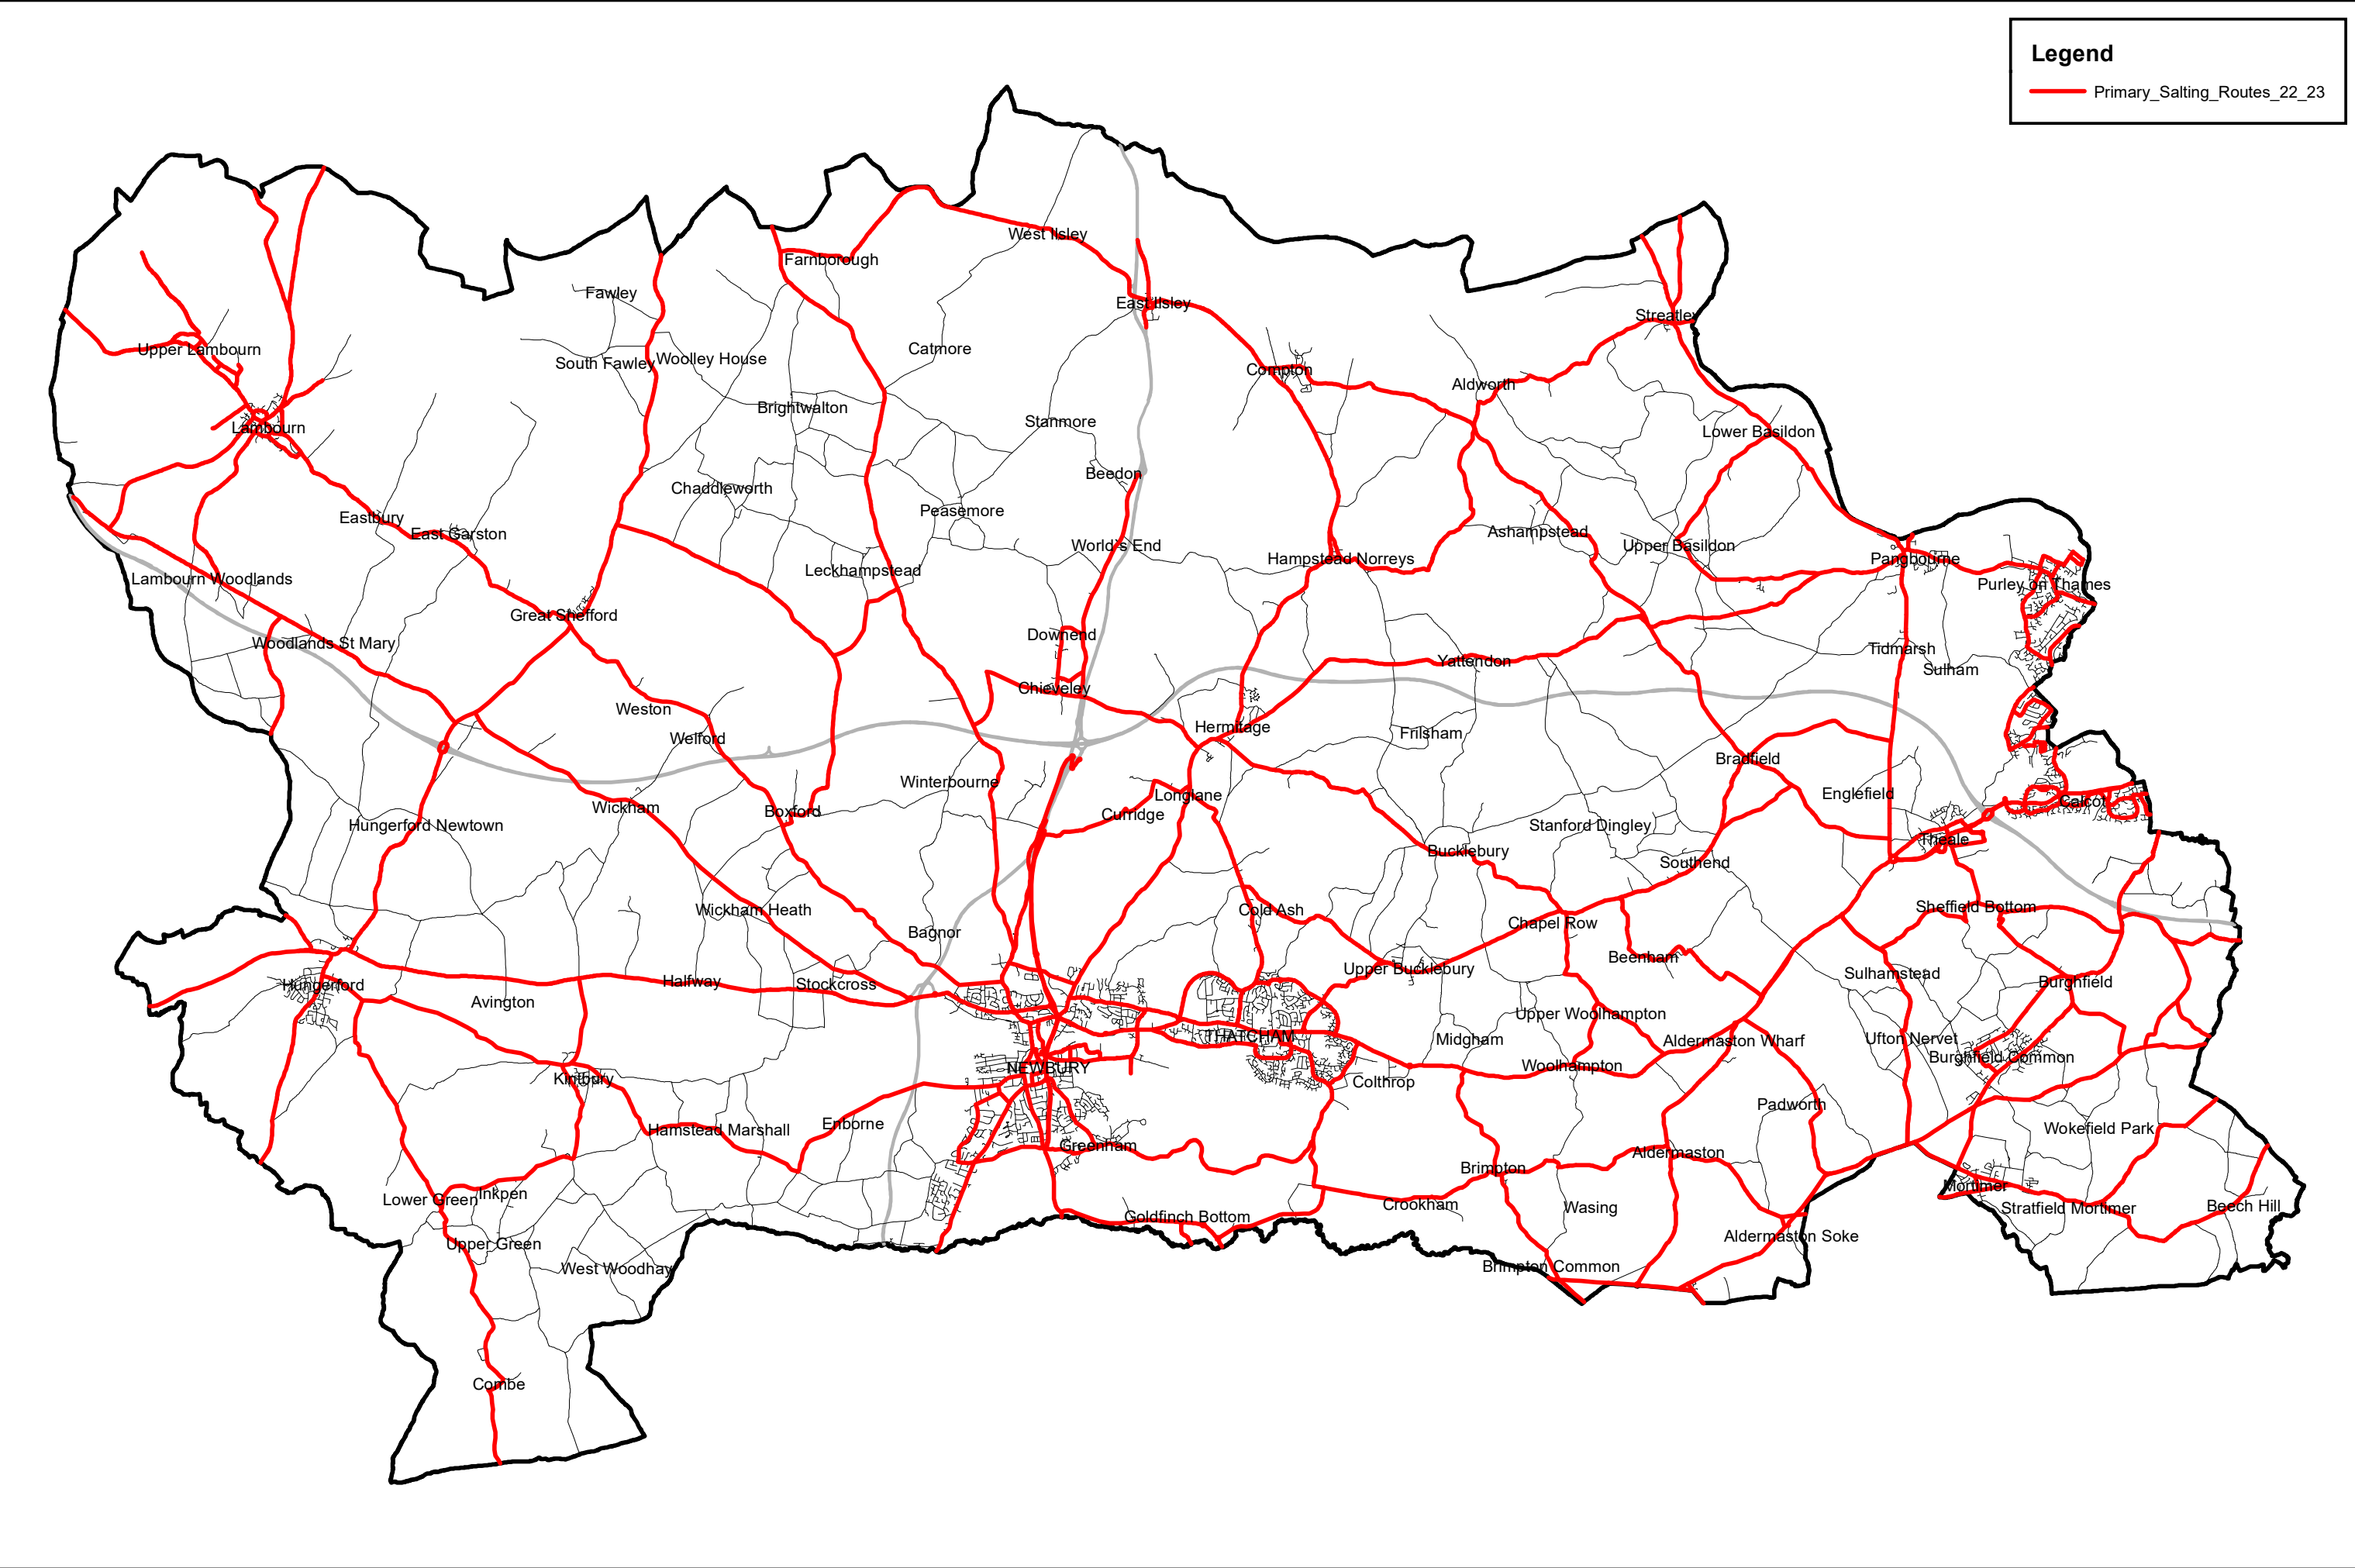 Legend
Primary_Salting_Routes_22_23
West Ilsley
Farnborough
Fawley
East Ilsley
Streatley
Upper Lambourn
Catmore
Woolley House
South Fawley
Compton
Aldworth
Brightwalton
Stanmore
Lambourn
Lower Basildon
Beedon
Chaddleworth
Peasemore
Eastbury
East Garston
Ashampstead
World's End
Upper Basildon
Hampstead Norreys
Pangbourne
Leckhampstead
Lambourn Woodlands
Purley on Thames
Great Shefford
Downend
Woodlands St Mary
Tidmarsh
Yattendon
Sulham
Chieveley
Weston
Hermitage
Frilsham
Welford
Bradfield
Winterbourne
Longlane
Englefield
Calcot
Wickham
Boxford
Curridge
Hungerford Newtown
Stanford Dingley
Theale
Bucklebury
Southend
Sheffield Bottom
Wickham Heath
Cold Ash
Chapel Row
Bagnor
Beenham
Upper Bucklebury
Sulhamstead
Halfway
Burghfield
Hungerford
Stockcross
Avington
Upper Woolhampton
THATCHAM
Midgham
Aldermaston Wharf
Ufton Nervet
Burghfield Common
NEWBURY
Woolhampton
Kintbury
Colthrop
Padworth
Enborne
Hamstead Marshall
Wokefield Park
Greenham
Aldermaston
Brimpton
Mortimer
Inkpen
Lower Green
Crookham
Wasing
Stratfield Mortimer
Beech Hill
Goldfinch Bottom
Aldermaston Soke
Upper Green
West Woodhay
Brimpton Common
Combe